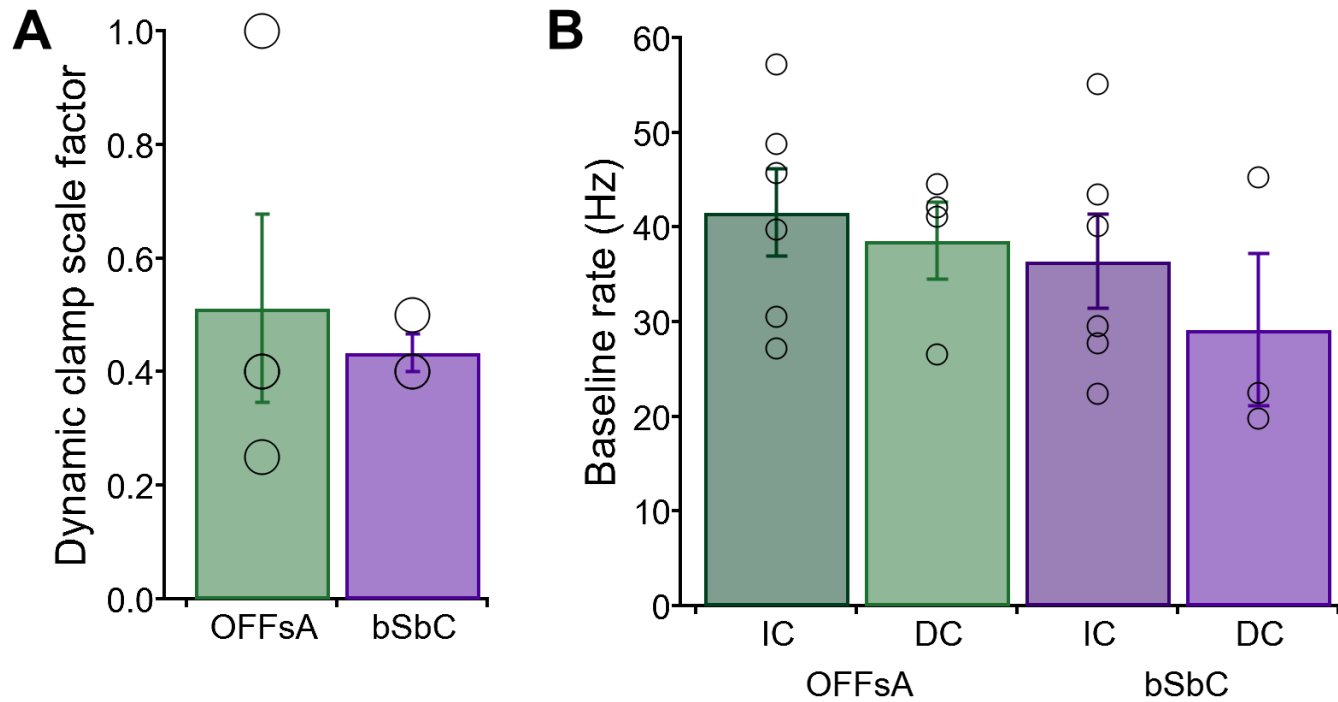 A
Dynamic clamp scale factor
1.0
0.8
0.6
0.4
0.2
0.0
OFFsA bSbC
B
Baseline rate (Hz)
60
50
40
30
20
10
0
IC DC IC DC
OFFsA bSbC